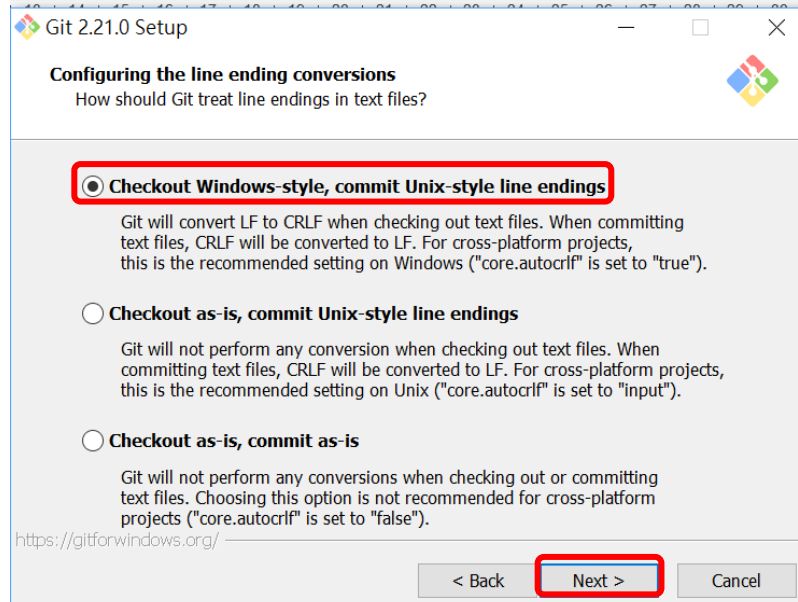 Git 2.21.0 Setup
Configuring the line ending conversions
How should Git treat line endings in text files?
Checkout Windows-style, commit Unix-style line endings
Git will convert LF to CRLF when checking out text files. When committing
text files, CRLF will be converted to LF. For cross-platform projects,
this is the recommended setting on Windows ("core.autocrlf" is set to "true").
Checkout as-is, commit Unix-style line endings
Git will not perform any conversion when checking out text files. When
committing text files, CRLF will be converted to LF. For cross-platform projects,
this is the recommended setting on Unix ("core.autocrlf" is set to "input").
Checkout as-is, commit as-is
Git will not perform any conversions when checking out or committing
text files. Choosing this option is not recommended for cross-platform
projects ("core.autocrlf" is set to "false").
https://gitforwindows.org/
< Back Next > Cancel